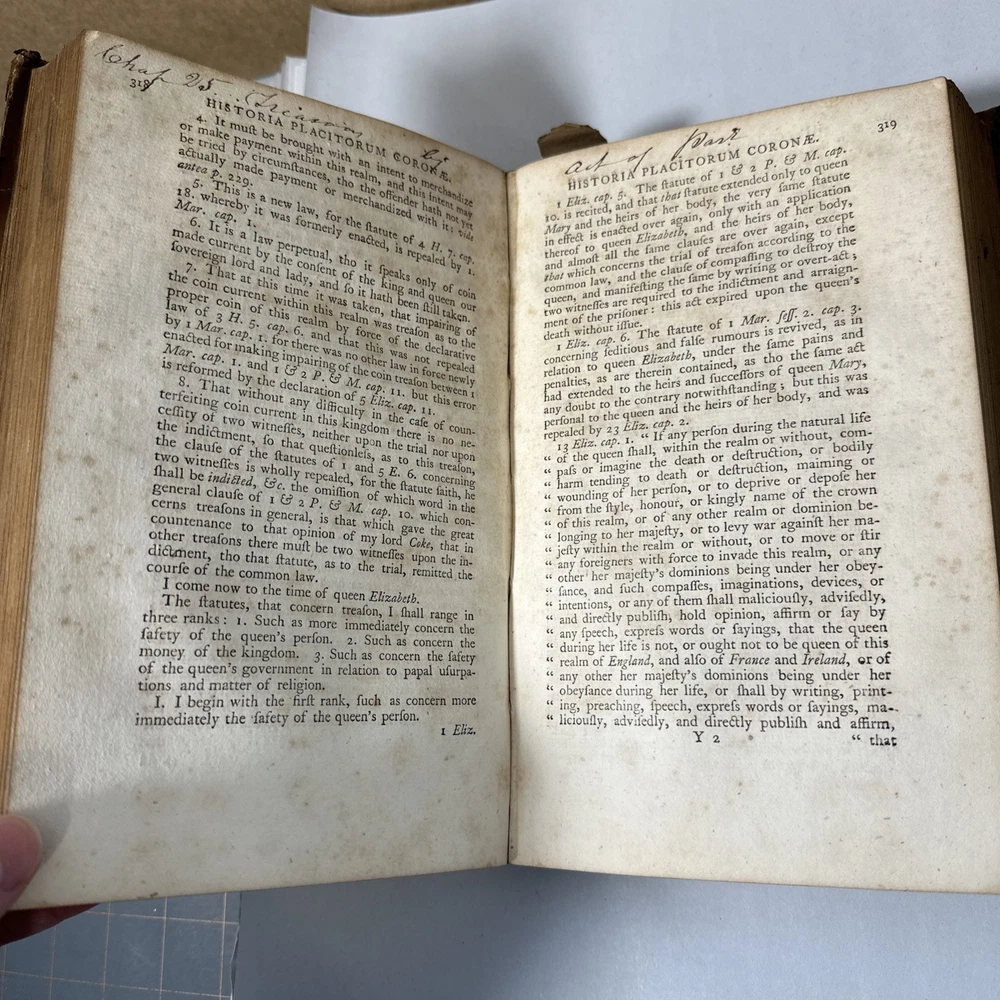 Chap 25... Treason by
318
HISTORIA PLACITORUM CORONÆ.
4. It muſt be brought with an intent to merchandize
or make payment within this realm, and this intent may
be tried by circumſtances, tho the offender hath not yet
actually made payment or merchandized with it: vide
antea p. 229.
5. This is a new law, for the ſtatute of 4 H. 7. cap.
18. whereby it was formerly enacted, is repealed by 1.
Mar. cap. 1.
6. It is a law perpetual, tho it ſpeaks only of coin
made current by the conſent of the king and queen our
ſovereign lord and lady, and ſo it hath been ſtill taken.
7. That at this time it was taken, that impairing of
the coin current within this realm was treaſon as to the
proper coin of this realm by force of the declarative
law of 3 H. 5. cap. 6. and that this was not repealed
by 1 Mar. cap. 1. for there was no other law in force newly
enacted for making impairing of the coin treaſon between 1
Mar. cap. 1. and 1 & 2 P. & M. cap. 11. but this error
is reformed by the declaration of 5 Eliz. cap. 11.
8. That without any difficulty in the caſe of coun-
terfeiting coin current in this kingdom there is no ne-
ceſſity of two witneſſes, neither upon the trial nor upon
the indictment, ſo that queſtionleſs, as to this treaſon,
the clauſe of the ſtatutes of 1 and 5 E. 6. concerning
two witneſſes is wholly repealed, for the ſtatute ſaith, he
ſhall be indicted, &c. the omiſſion of which word in the
general clauſe of 1 & 2 P. & M. cap. 10. which con-
cerns treaſons in general, is that which gave the great
countenance to that opinion of my lord Coke, that in
other treaſons there muſt be two witneſſes upon the in-
dictment, tho that ſtatute, as to the trial, remitted the
courſe of the common law.
I come now to the time of queen Elizabeth.
The ſtatutes, that concern treaſon, I ſhall range in
three ranks: 1. Such as more immediately concern the
ſafety of the queen's perſon. 2. Such as concern the
money of the kingdom. 3. Such as concern the ſafety
of the queen's government in relation to papal uſurpa-
tions and matter of religion.
I. I begin with the firſt rank, ſuch as concern more
immediately the ſafety of the queen's perſon.
1 Eliz.
act of Parl
319
HISTORIA PLACITORUM CORONÆ.
1 Eliz. cap. 5. The ſtatute of 1 & 2 P. & M. cap.
10. is recited, and that that ſtatute extended only to queen
Mary and the heirs of her body, the very ſame ſtatute
in effect is enacted over again, only with an application
thereof to queen Elizabeth, and the heirs of her body,
and almoſt all the ſame clauſes are over again, except
that which concerns the trial of treaſon according to the
common law, and the clauſe of compaſſing to deſtroy the
queen, and manifeſting the ſame by writing or overt-act;
two witneſſes are required to the indictment and arraign-
ment of the priſoner: this act expired upon the queen's
death without iſſue.
1 Eliz. cap. 6. The ſtatute of 1 Mar. ſeſſ. 2. cap. 3.
concerning ſeditious and falſe rumours is revived, as in
relation to queen Elizabeth, under the ſame pains and
penalties, as are therein contained, as tho the ſame act
had extended to the heirs and ſucceſſors of queen Mary,
any doubt to the contrary notwithſtanding; but this was
perſonal to the queen and the heirs of her body, and was
repealed by 23 Eliz. cap. 2.
13 Eliz. cap. 1. “ If any perſon during the natural life
“ of the queen ſhall, within the realm or without, com-
“ paſs or imagine the death or deſtruction, or bodily
“ harm tending to death or deſtruction, maiming or
“ wounding of her perſon, or to deprive or depoſe her
“ from the ſtyle, honour, or kingly name of the crown
“ of this realm, or of any other realm or dominion be-
“ longing to her majeſty, or to levy war againſt her ma-
“ jeſty within the realm or without, or to move or ſtir
“ any foreigners with force to invade this realm, or any
“ other her majeſty's dominions being under her obey-
“ ſance, and ſuch compaſſes, imaginations, devices, or
“ intentions, or any of them ſhall maliciouſly, adviſedly,
“ and directly publiſh, hold opinion, affirm or ſay by
“ any ſpeech, expreſs words or ſayings, that the queen
“ during her life is not, or ought not to be queen of this
“ realm of England, and alſo of France and Ireland, or of
“ any other her majeſty's dominions being under her
“ obeyſance during her life, or ſhall by writing, print-
“ ing, preaching, ſpeech, expreſs words or ſayings, ma-
“ liciouſly, adviſedly, and directly publiſh and affirm,
Y 2
“ that